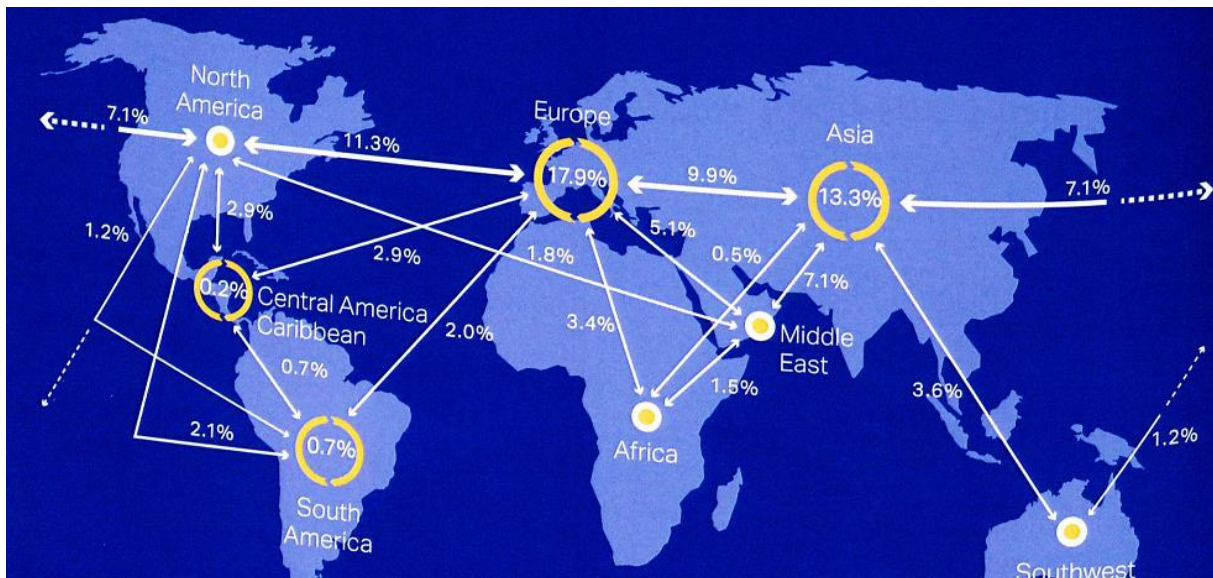 North
America
Europe
Asia
7.1%
11.3%
17.9%
9.9%
13.3%
7.1%
1.2%
2.9%
2.9%
1.8%
5.1%
0.5%
7.1%
0.2%
Central America
Caribbean
2.0%
3.4%
Middle
East
0.7%
1.5%
3.6%
2.1%
0.7%
Africa
1.2%
South
America
Southwest